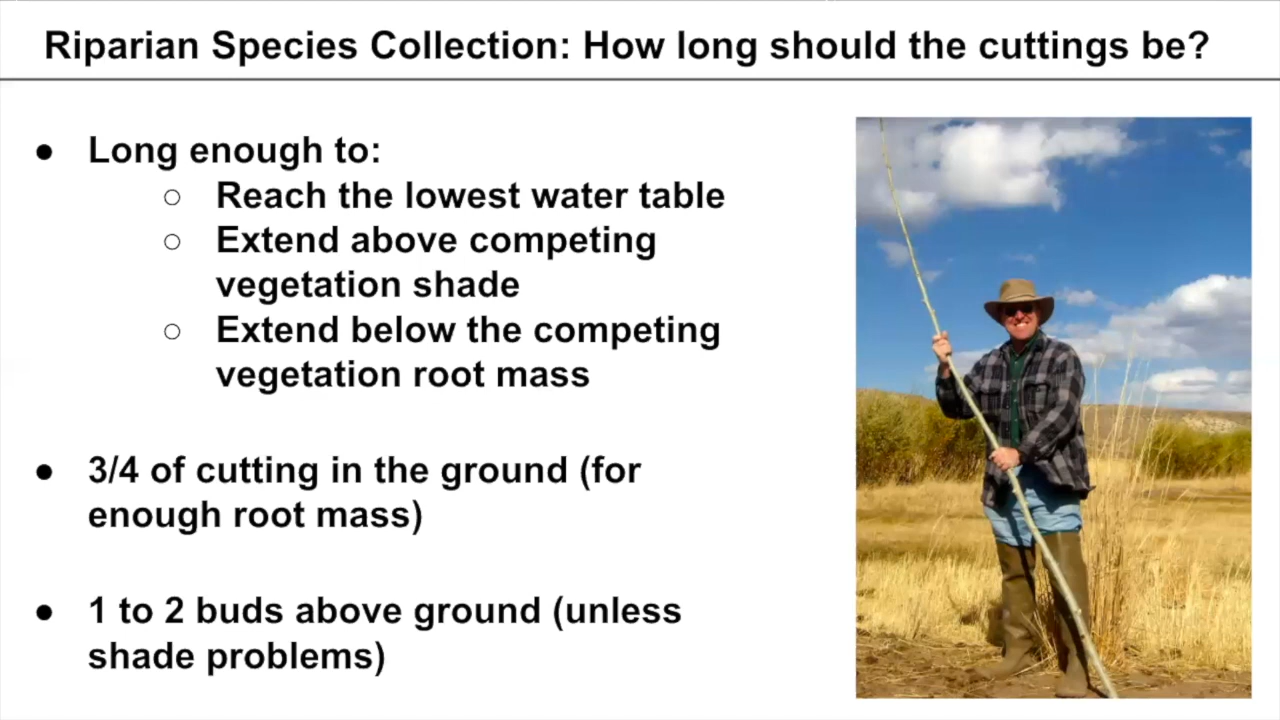 Riparian Species Collection: How long should the cuttings be?
● Long enough to:
○ Reach the lowest water table
○ Extend above competing
vegetation shade
○ Extend below the competing
vegetation root mass
● 3/4 of cutting in the ground (for
enough root mass)
● 1 to 2 buds above ground (unless
shade problems)